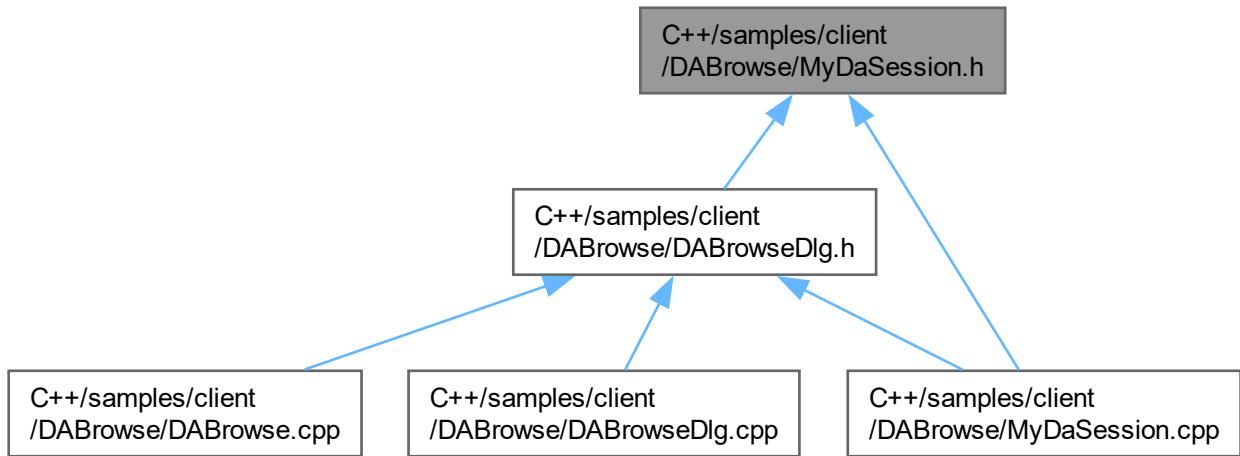 C++/samples/client
/DABrowse/MyDaSession.h
C++/samples/client
/DABrowse/DABrowseDlg.h
C++/samples/client
/DABrowse/DABrowse.cpp
C++/samples/client
/DABrowse/DABrowseDlg.cpp
C++/samples/client
/DABrowse/MyDaSession.cpp